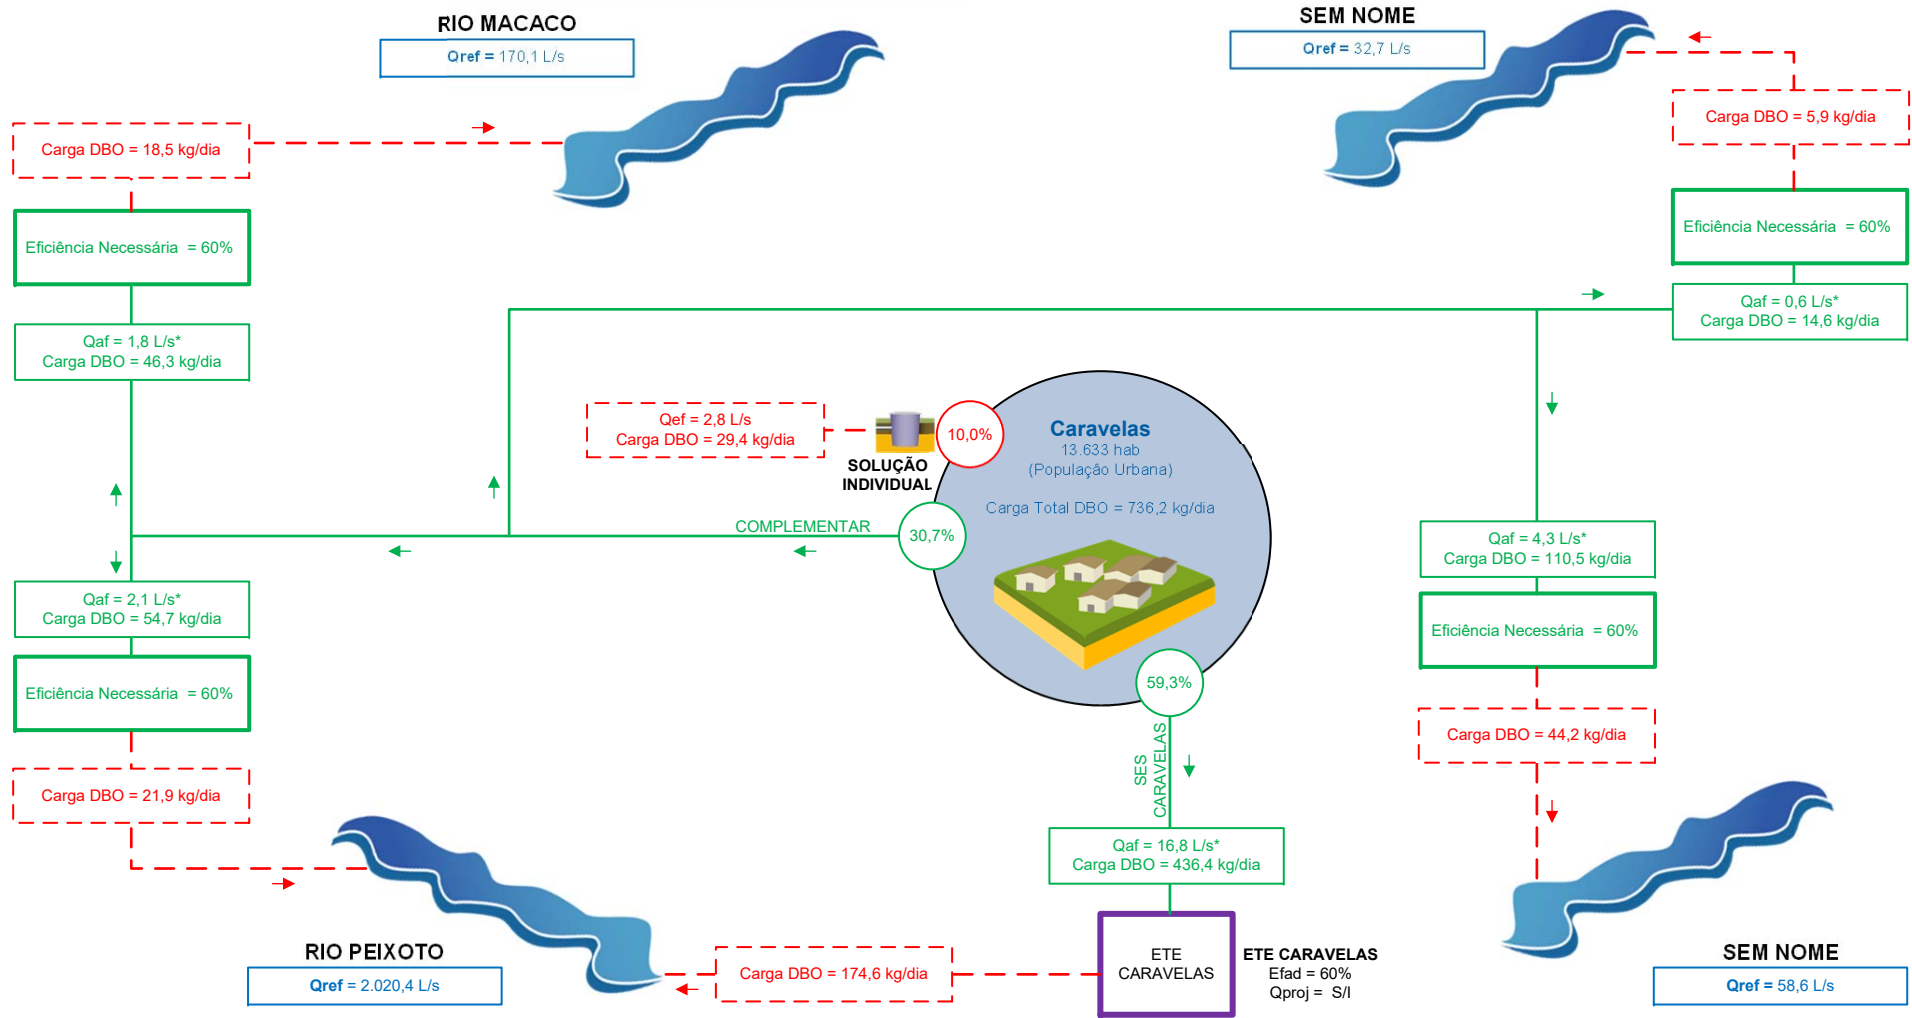 RIO MACACO
Qref = 170,1 L/s
SEM NOME
Qref = 32,7 L/s
Carga DBO = 18,5 kg/dia
Eficiência Necessária = 60%
Qaf = 1,8 L/s*
Carga DBO = 46,3 kg/dia
Carga DBO = 5,9 kg/dia
Eficiência Necessária = 60%
Qaf = 0,6 L/s*
Carga DBO = 14,6 kg/dia
Qef = 2,8 L/s
Carga DBO = 29,4 kg/dia
SOLUÇÃO
INDIVIDUAL
10,0%
Caravelas
13.633 hab
(População Urbana)
Carga Total DBO = 736,2 kg/dia
COMPLEMENTAR
30,7%
59,3%
Qaf = 2,1 L/s*
Carga DBO = 54,7 kg/dia
Eficiência Necessária = 60%
Carga DBO = 21,9 kg/dia
Qaf = 4,3 L/s*
Carga DBO = 110,5 kg/dia
Eficiência Necessária = 60%
Carga DBO = 44,2 kg/dia
SES
CARAVELAS
Qaf = 16,8 L/s*
Carga DBO = 436,4 kg/dia
RIO PEIXOTO
Qref = 2.020,4 L/s
Carga DBO = 174,6 kg/dia
ETE
CARAVELAS
ETE CARAVELAS
Efad = 60%
Qproj = S/I
SEM NOME
Qref = 58,6 L/s